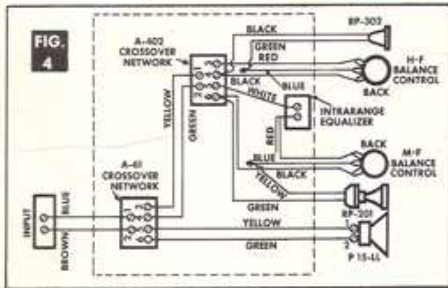 FIG. 4
A-402 CROSSOVER NETWORK
BLACK
RP-302
GREEN
RED
H-F BALANCE CONTROL
BACK
BLACK
WHITE
BLUE
INTRARANGE EQUALIZER
YELLOW
GREEN
RED
BACK
M-F BALANCE CONTROL
BLUE
BLACK
YELLOW
GREEN
RP-201
A-61 CROSSOVER NETWORK
INPUT
BLUE
BROWN
YELLOW
GREEN
1
2
P 15-LL